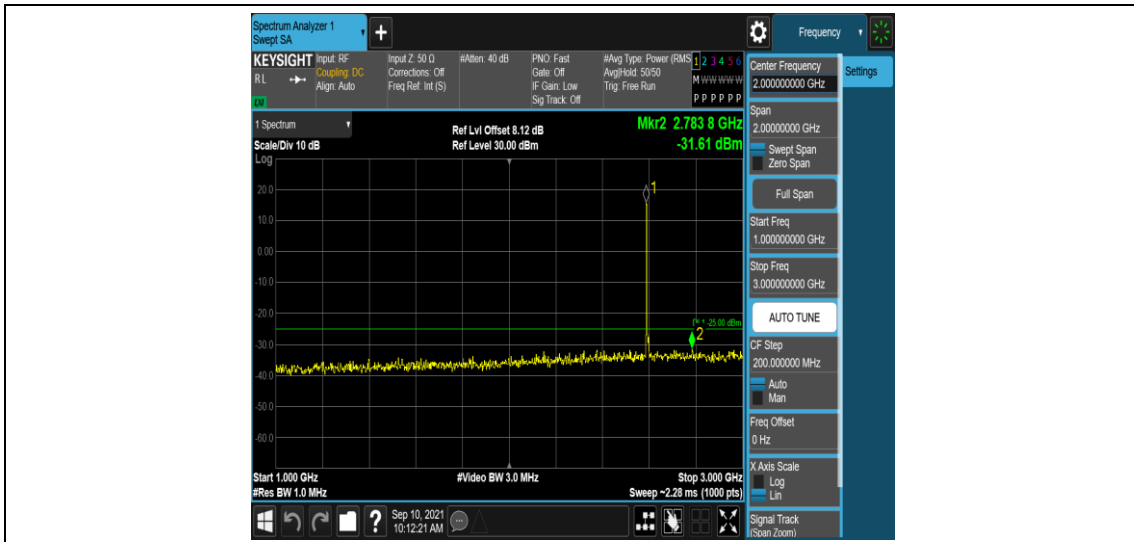 Spectrum Analyzer 1
Swept SA
+
Frequency
KEYSIGHT
RL
Input: RF
Coupling: DC
Align: Auto
Input Z: 50 Ω
Corrections: Off
Freq Ref: Int (S)
#Atten: 40 dB
PNO: Fast
Gate: Off
IF Gain: Low
Sig Track: Off
#Avg Type: Power (RMS
Avg|Hold: 50/50
Trig: Free Run
1 2 3 4 5 6
M W W W W W
P P P P P P
1 Spectrum
Scale/Div 10 dB
Log
Ref Lvl Offset 8.12 dB
Ref Level 30.00 dBm
Mkr2 2.783 8 GHz
-31.61 dBm
20.0
10.0
0.00
-10.0
-20.0
-30.0
-40.0
-50.0
-60.0
1
-25.00 dBm
2
Start 1.000 GHz
#Res BW 1.0 MHz
#Video BW 3.0 MHz
Stop 3.000 GHz
Sweep ~2.28 ms (1000 pts)
Center Frequency
2.000000000 GHz
Span
2.00000000 GHz
Swept Span
Zero Span
Full Span
Start Freq
1.000000000 GHz
Stop Freq
3.000000000 GHz
AUTO TUNE
CF Step
200.000000 MHz
Auto
Man
Freq Offset
0 Hz
X Axis Scale
Log
Lin
Signal Track
(Span Zoom)
Settings
?
Sep 10, 2021
10:12:21 AM